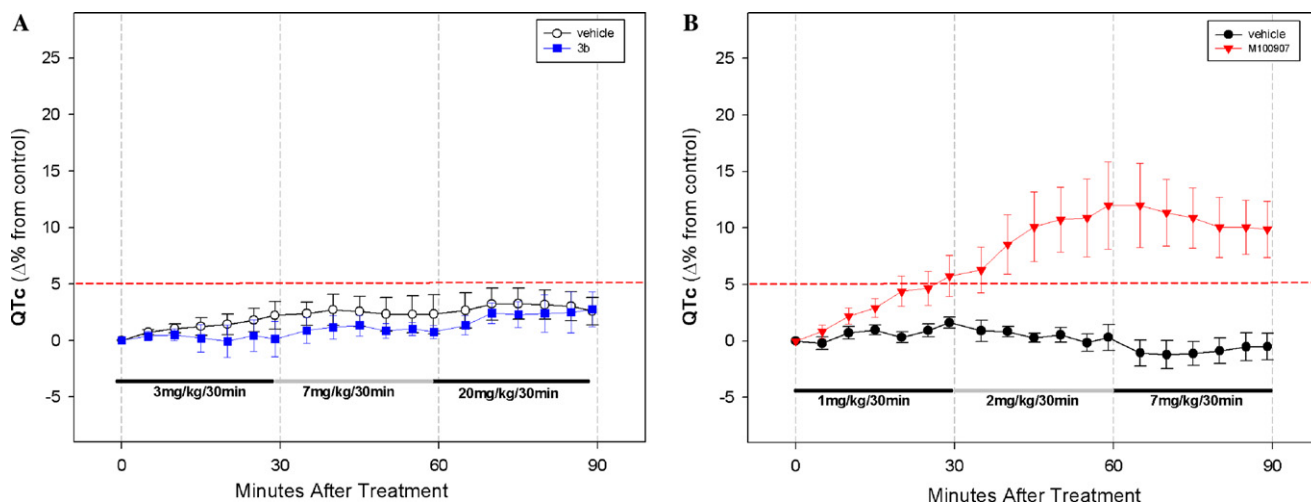 A
25
20
15
10
5
0
-5
QTc (Δ% from control)
vehicle
3b
3mg/kg/30min
7mg/kg/30min
20mg/kg/30min
0
30
60
90
Minutes After Treatment
B
25
20
15
10
5
0
-5
QTc (Δ% from control)
vehicle
M100907
1mg/kg/30min
2mg/kg/30min
7mg/kg/30min
0
30
60
90
Minutes After Treatment